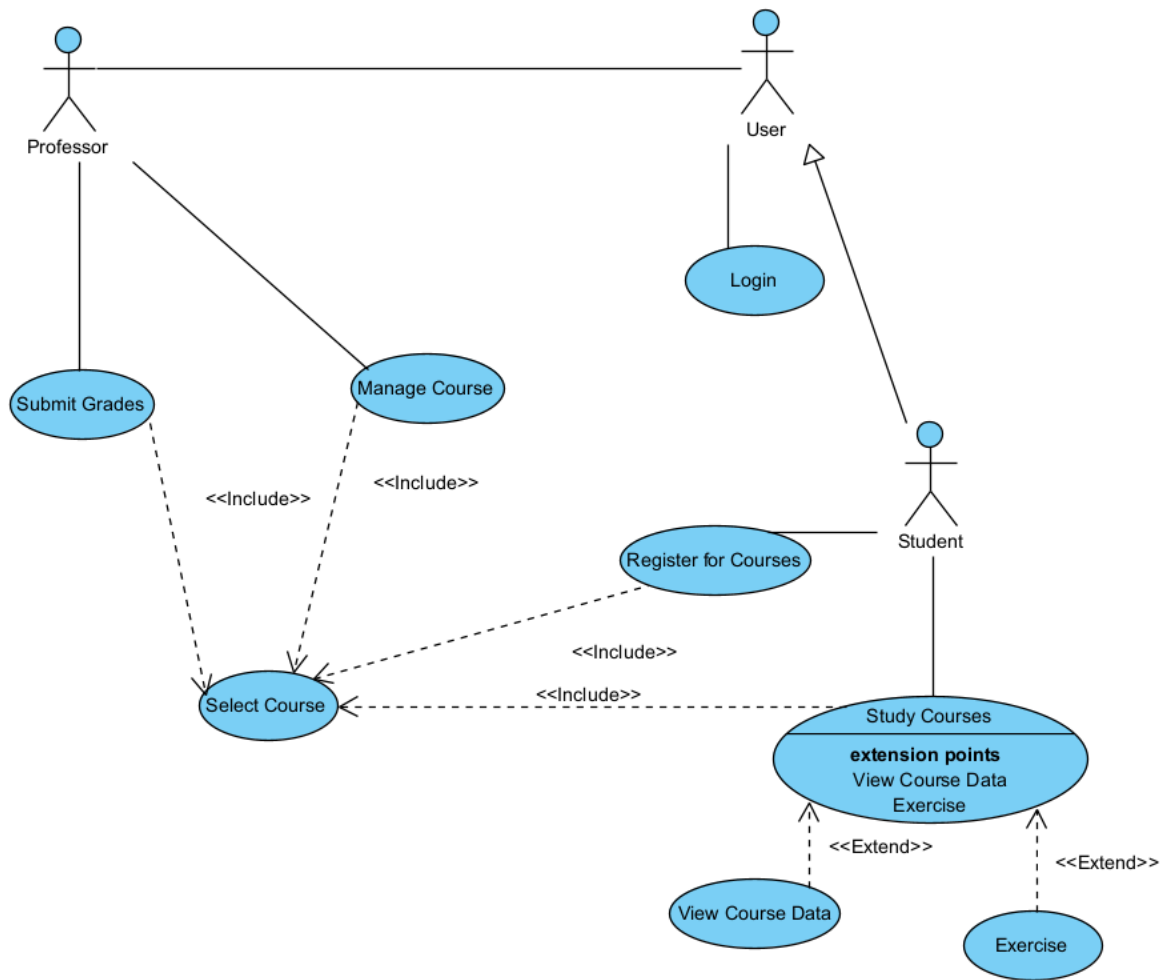 User
Professor
Login
Manage Course
Submit Grades
<<Include>>
<<Include>>
Student
Register for Courses
<<Include>>
<<Include>>
Select Course
Study Courses
extension points
View Course Data
Exercise
<<Extend>>
<<Extend>>
View Course Data
Exercise